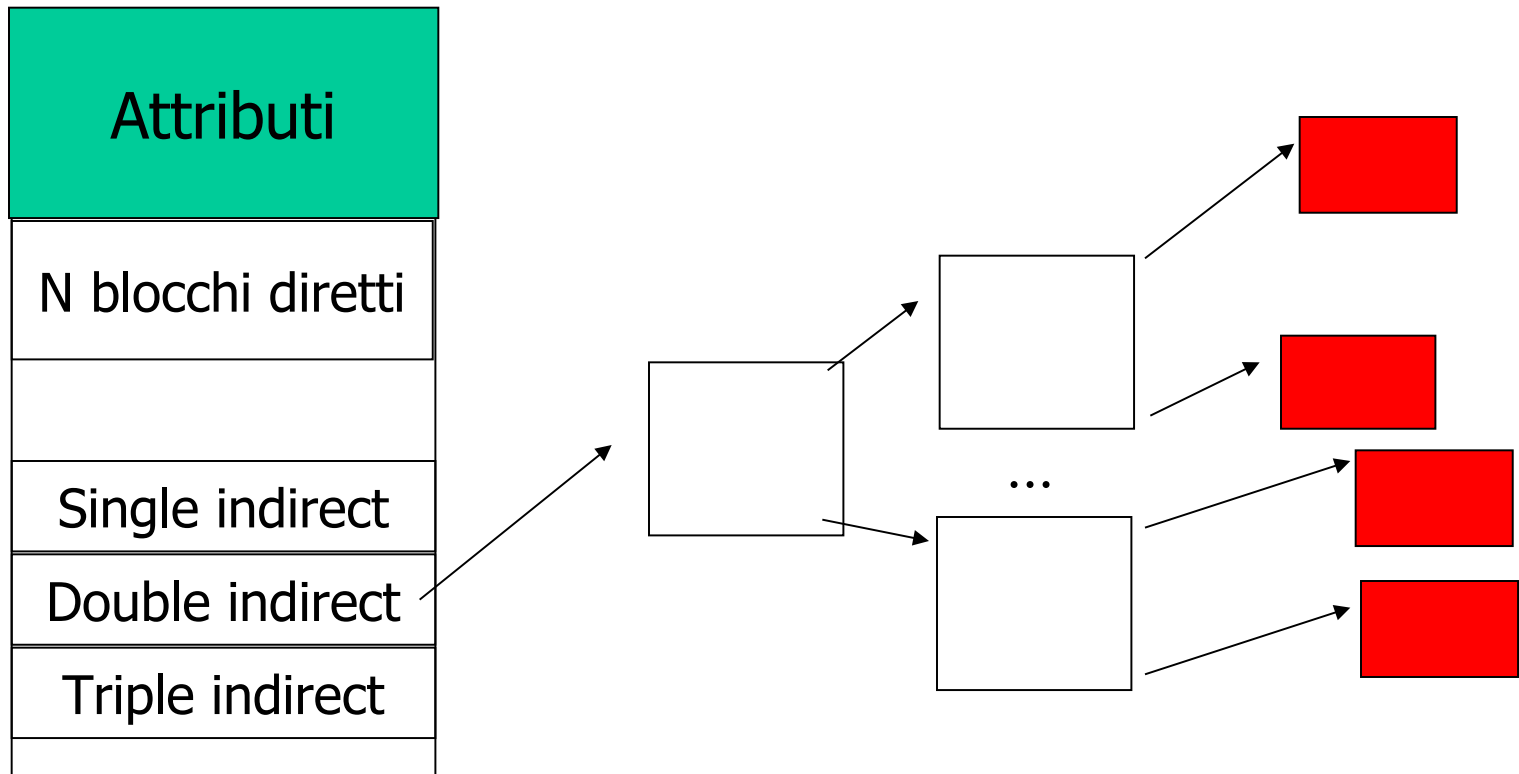 Attributi
N blocchi diretti
Single indirect
...
Double indirect
Triple indirect